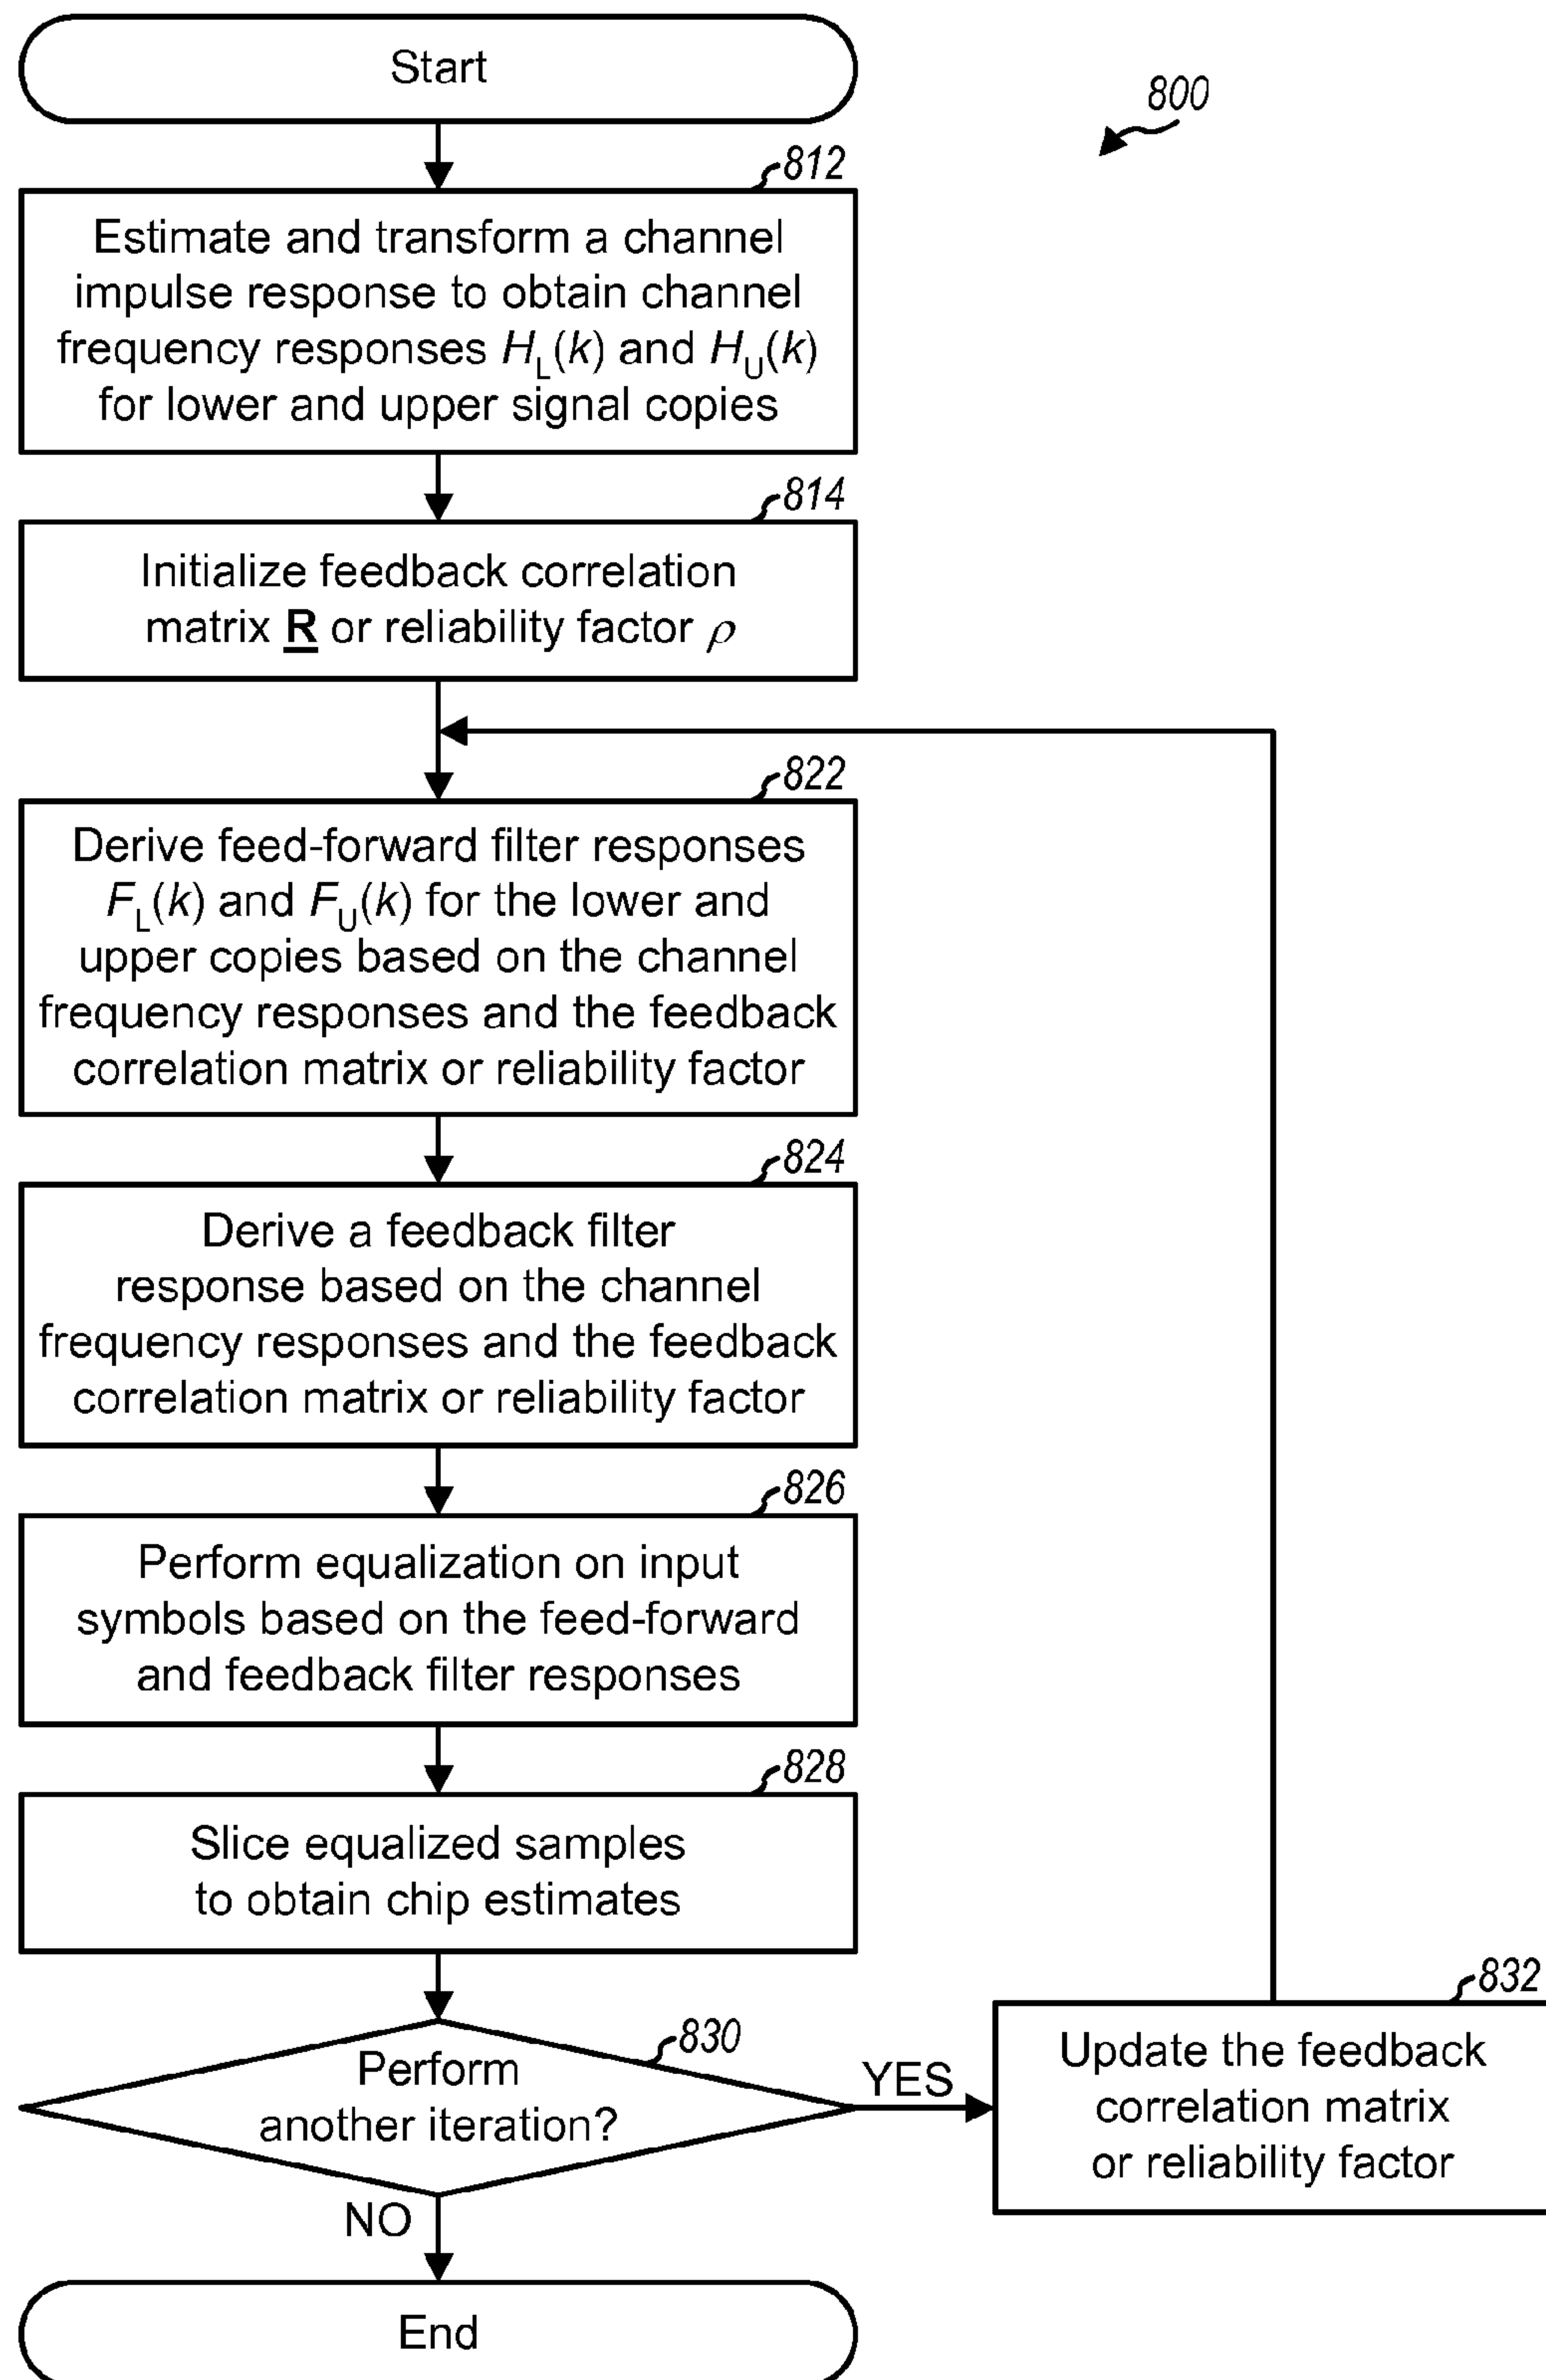 Start
800
812
Estimate and transform a channel
impulse response to obtain channel
frequency responses H_L(k) and H_U(k)
for lower and upper signal copies
814
Initialize feedback correlation
matrix R or reliability factor ρ
822
Derive feed-forward filter responses
F_L(k) and F_U(k) for the lower and
upper copies based on the channel
frequency responses and the feedback
correlation matrix or reliability factor
824
Derive a feedback filter
response based on the channel
frequency responses and the feedback
correlation matrix or reliability factor
826
Perform equalization on input
symbols based on the feed-forward
and feedback filter responses
828
Slice equalized samples
to obtain chip estimates
830
Perform
another iteration?
YES
832
Update the feedback
correlation matrix
or reliability factor
NO
End